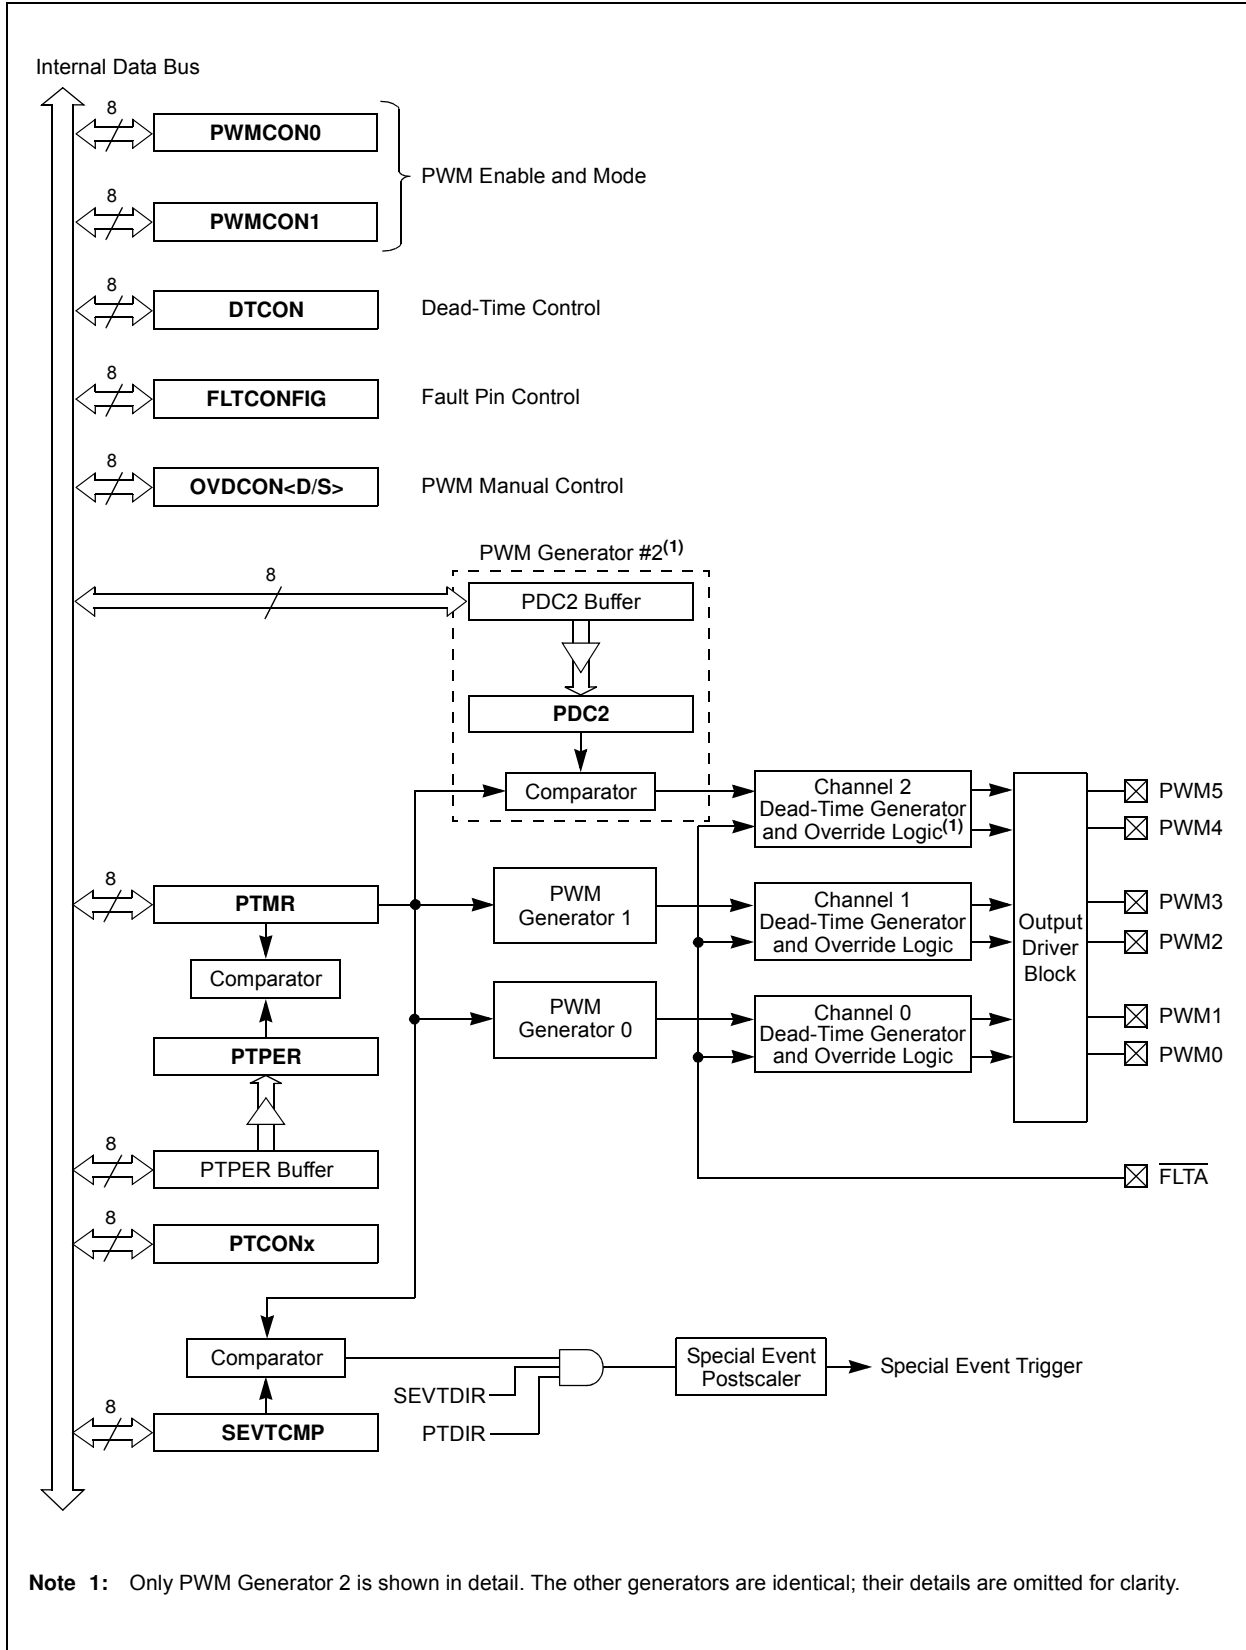 Internal Data Bus
8
PWMCON0
PWM Enable and Mode
8
PWMCON1
8
DTCON
Dead-Time Control
8
FLTCONFIG
Fault Pin Control
8
OVDCON<D/S>
PWM Manual Control
PWM Generator #2(1)
8
PDC2 Buffer
PDC2
Comparator
Channel 2
Dead-Time Generator
and Override Logic(1)
PWM5
PWM4
8
PTMR
PWM
Generator 1
Channel 1
Dead-Time Generator
and Override Logic
Output
Driver
Block
PWM3
PWM2
Comparator
PWM
Generator 0
Channel 0
Dead-Time Generator
and Override Logic
PWM1
PWM0
PTPER
8
PTPER Buffer
FLTA
8
PTCONx
Comparator
Special Event
Postscaler
Special Event Trigger
SEVTDIR
PTDIR
8
SEVTCMP
Note 1: Only PWM Generator 2 is shown in detail. The other generators are identical; their details are omitted for clarity.